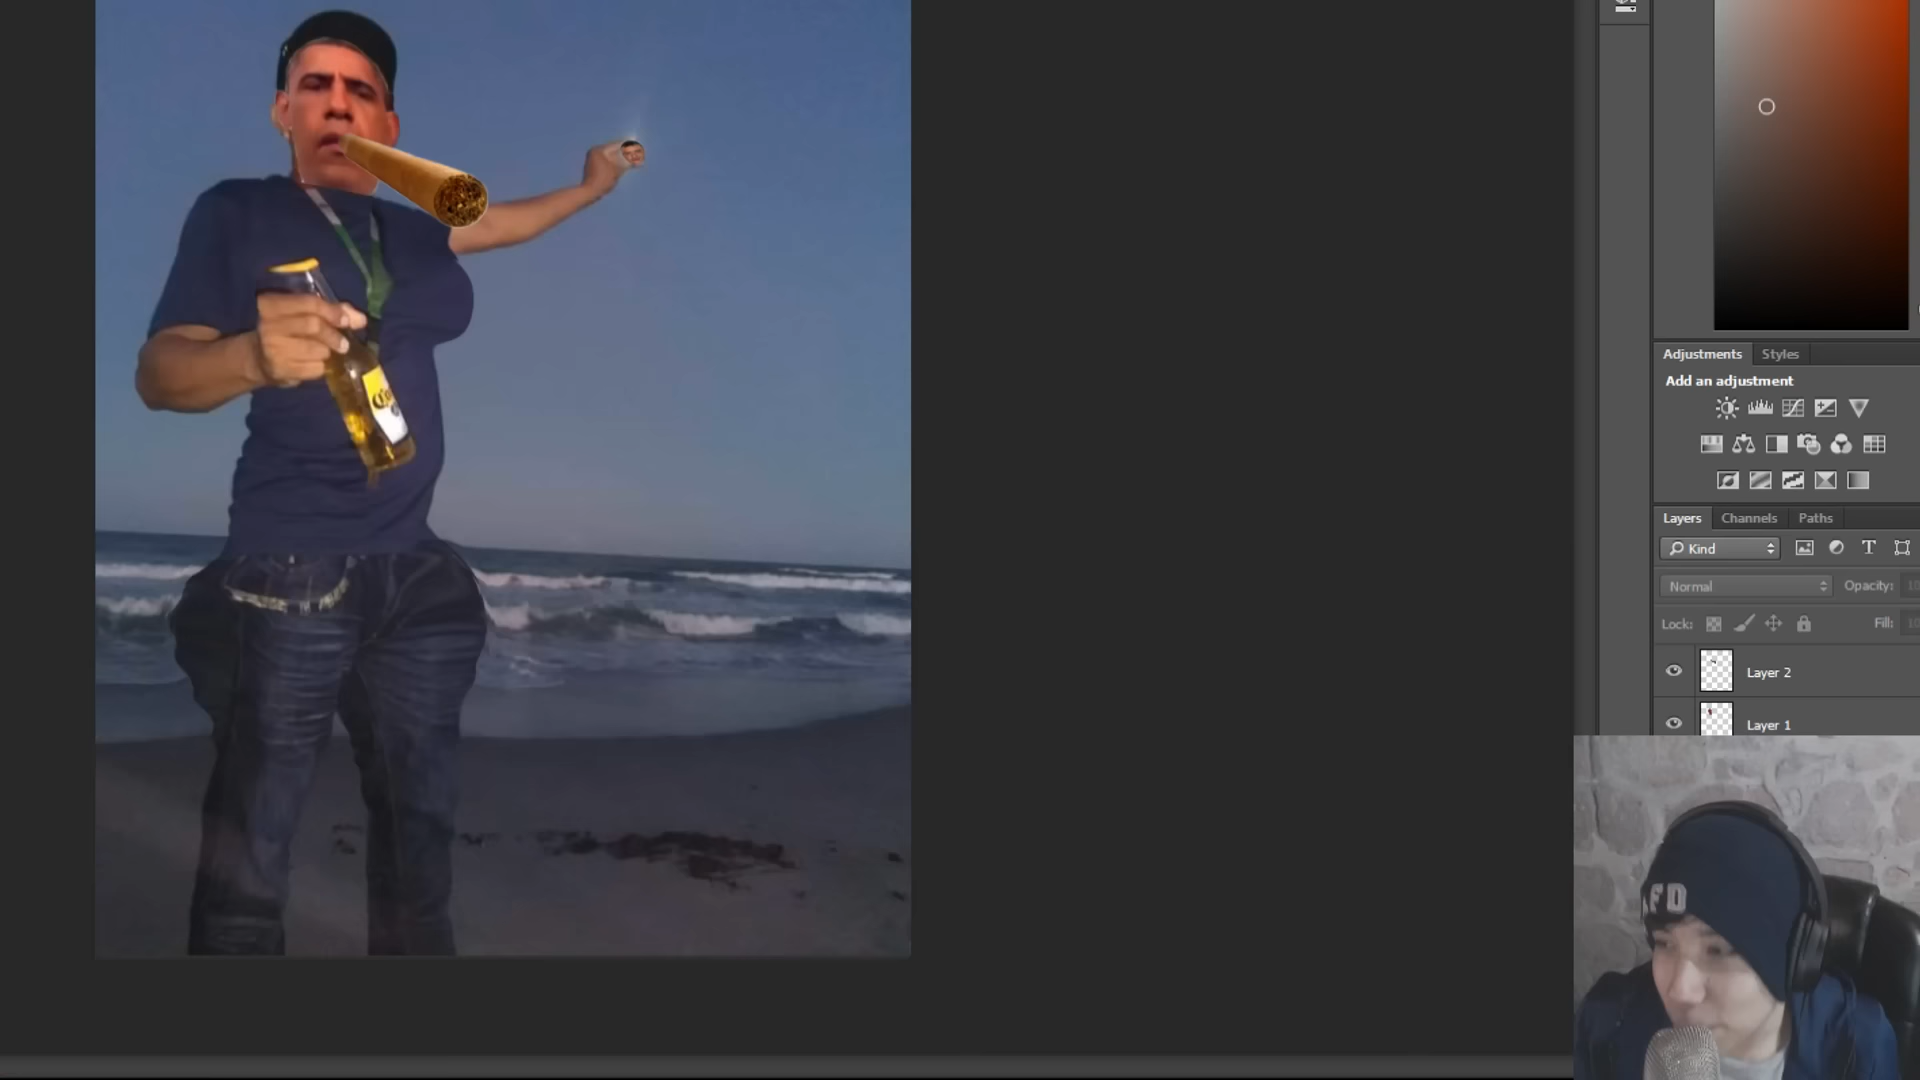 Adjustments Styles
Add an adjustment
Layers Channels Paths
Kind T
Normal Opacity:
Lock: Fill:
Layer 2
Layer 1